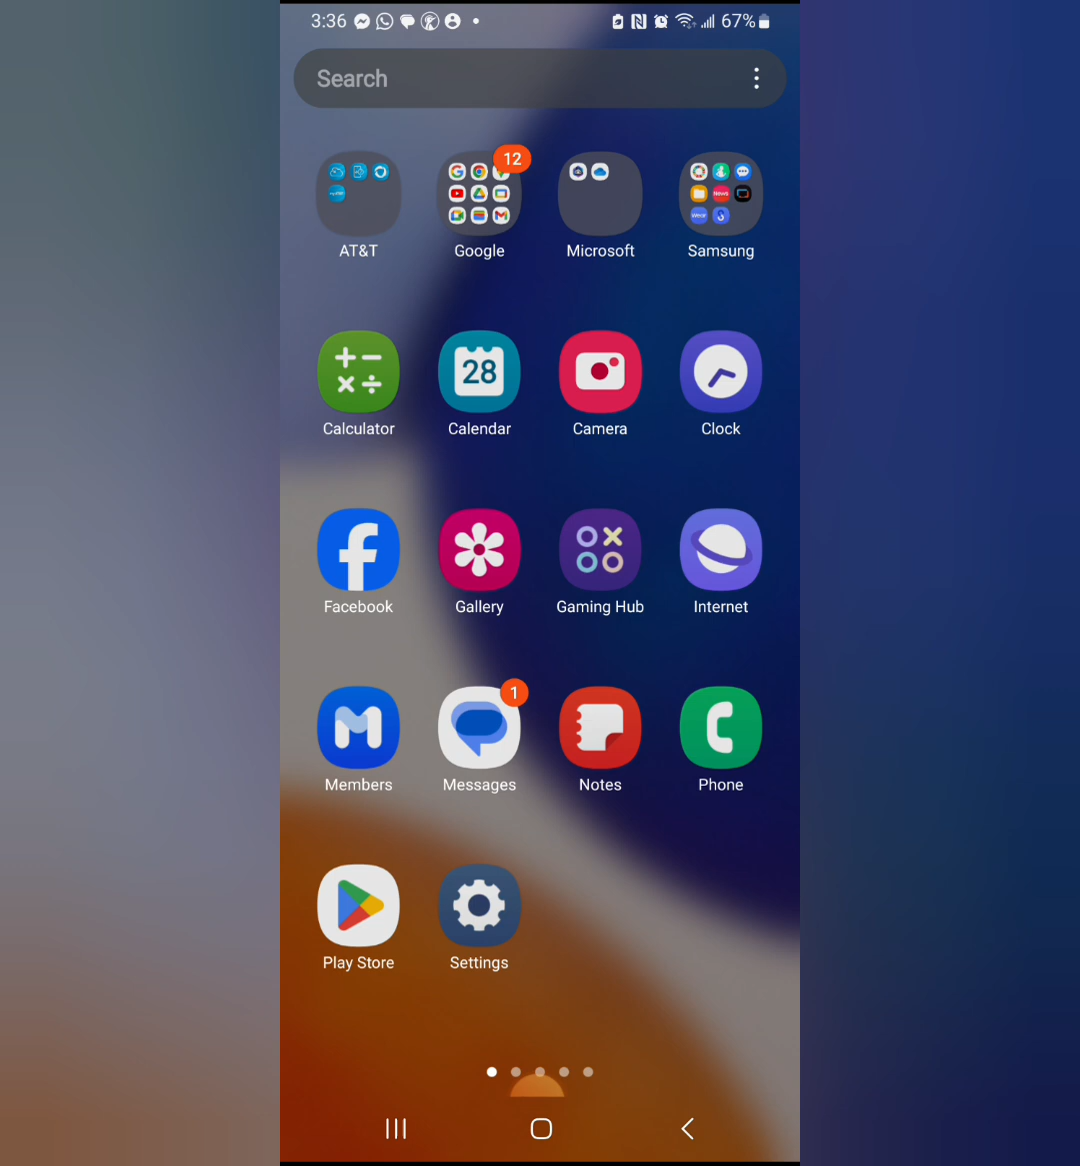 3:36 67%
Search
12
AT&T Google Microsoft Samsung
28
Calculator Calendar Camera Clock
Facebook Gallery Gaming Hub Internet
1
Members Messages Notes Phone
Play Store Settings